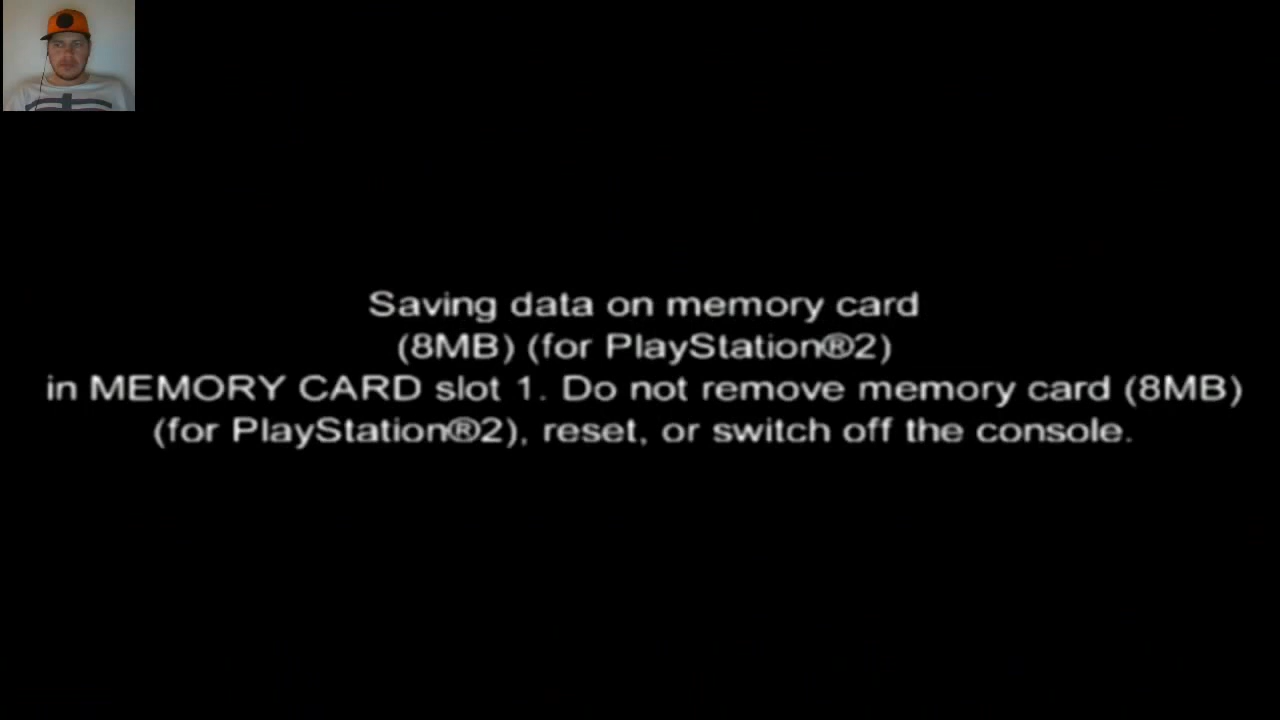 Saving data on memory card
(8MB) (for PlayStation®2)
in MEMORY CARD slot 1. Do not remove memory card (8MB)
(for PlayStation®2), reset, or switch off the console.